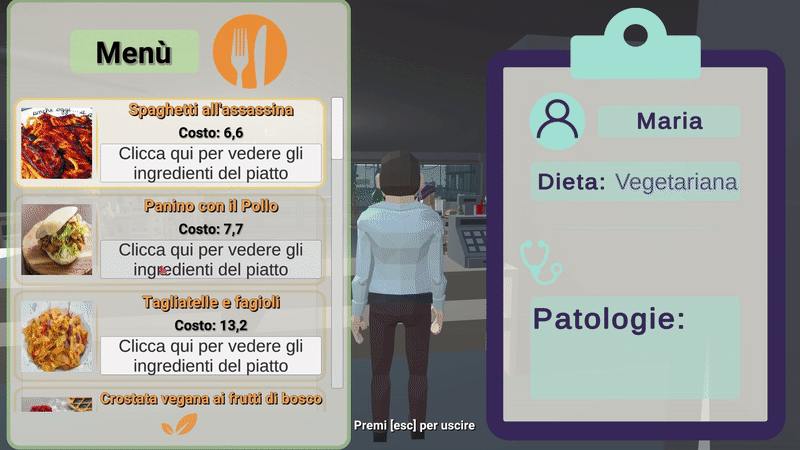 Menù
Spaghetti all'assassina
Costo: 6,6
Clicca qui per vedere gli
ingredienti del piatto
Panino con il Pollo
Costo: 7,7
Clicca qui per vedere gli
ingredienti del piatto
Tagliatelle e fagioli
Costo: 13,2
Clicca qui per vedere gli
ingredienti del piatto
Crostata vegana ai frutti di bosco
Premi [esc] per uscire
Maria
Dieta: Vegetariana
Patologie: